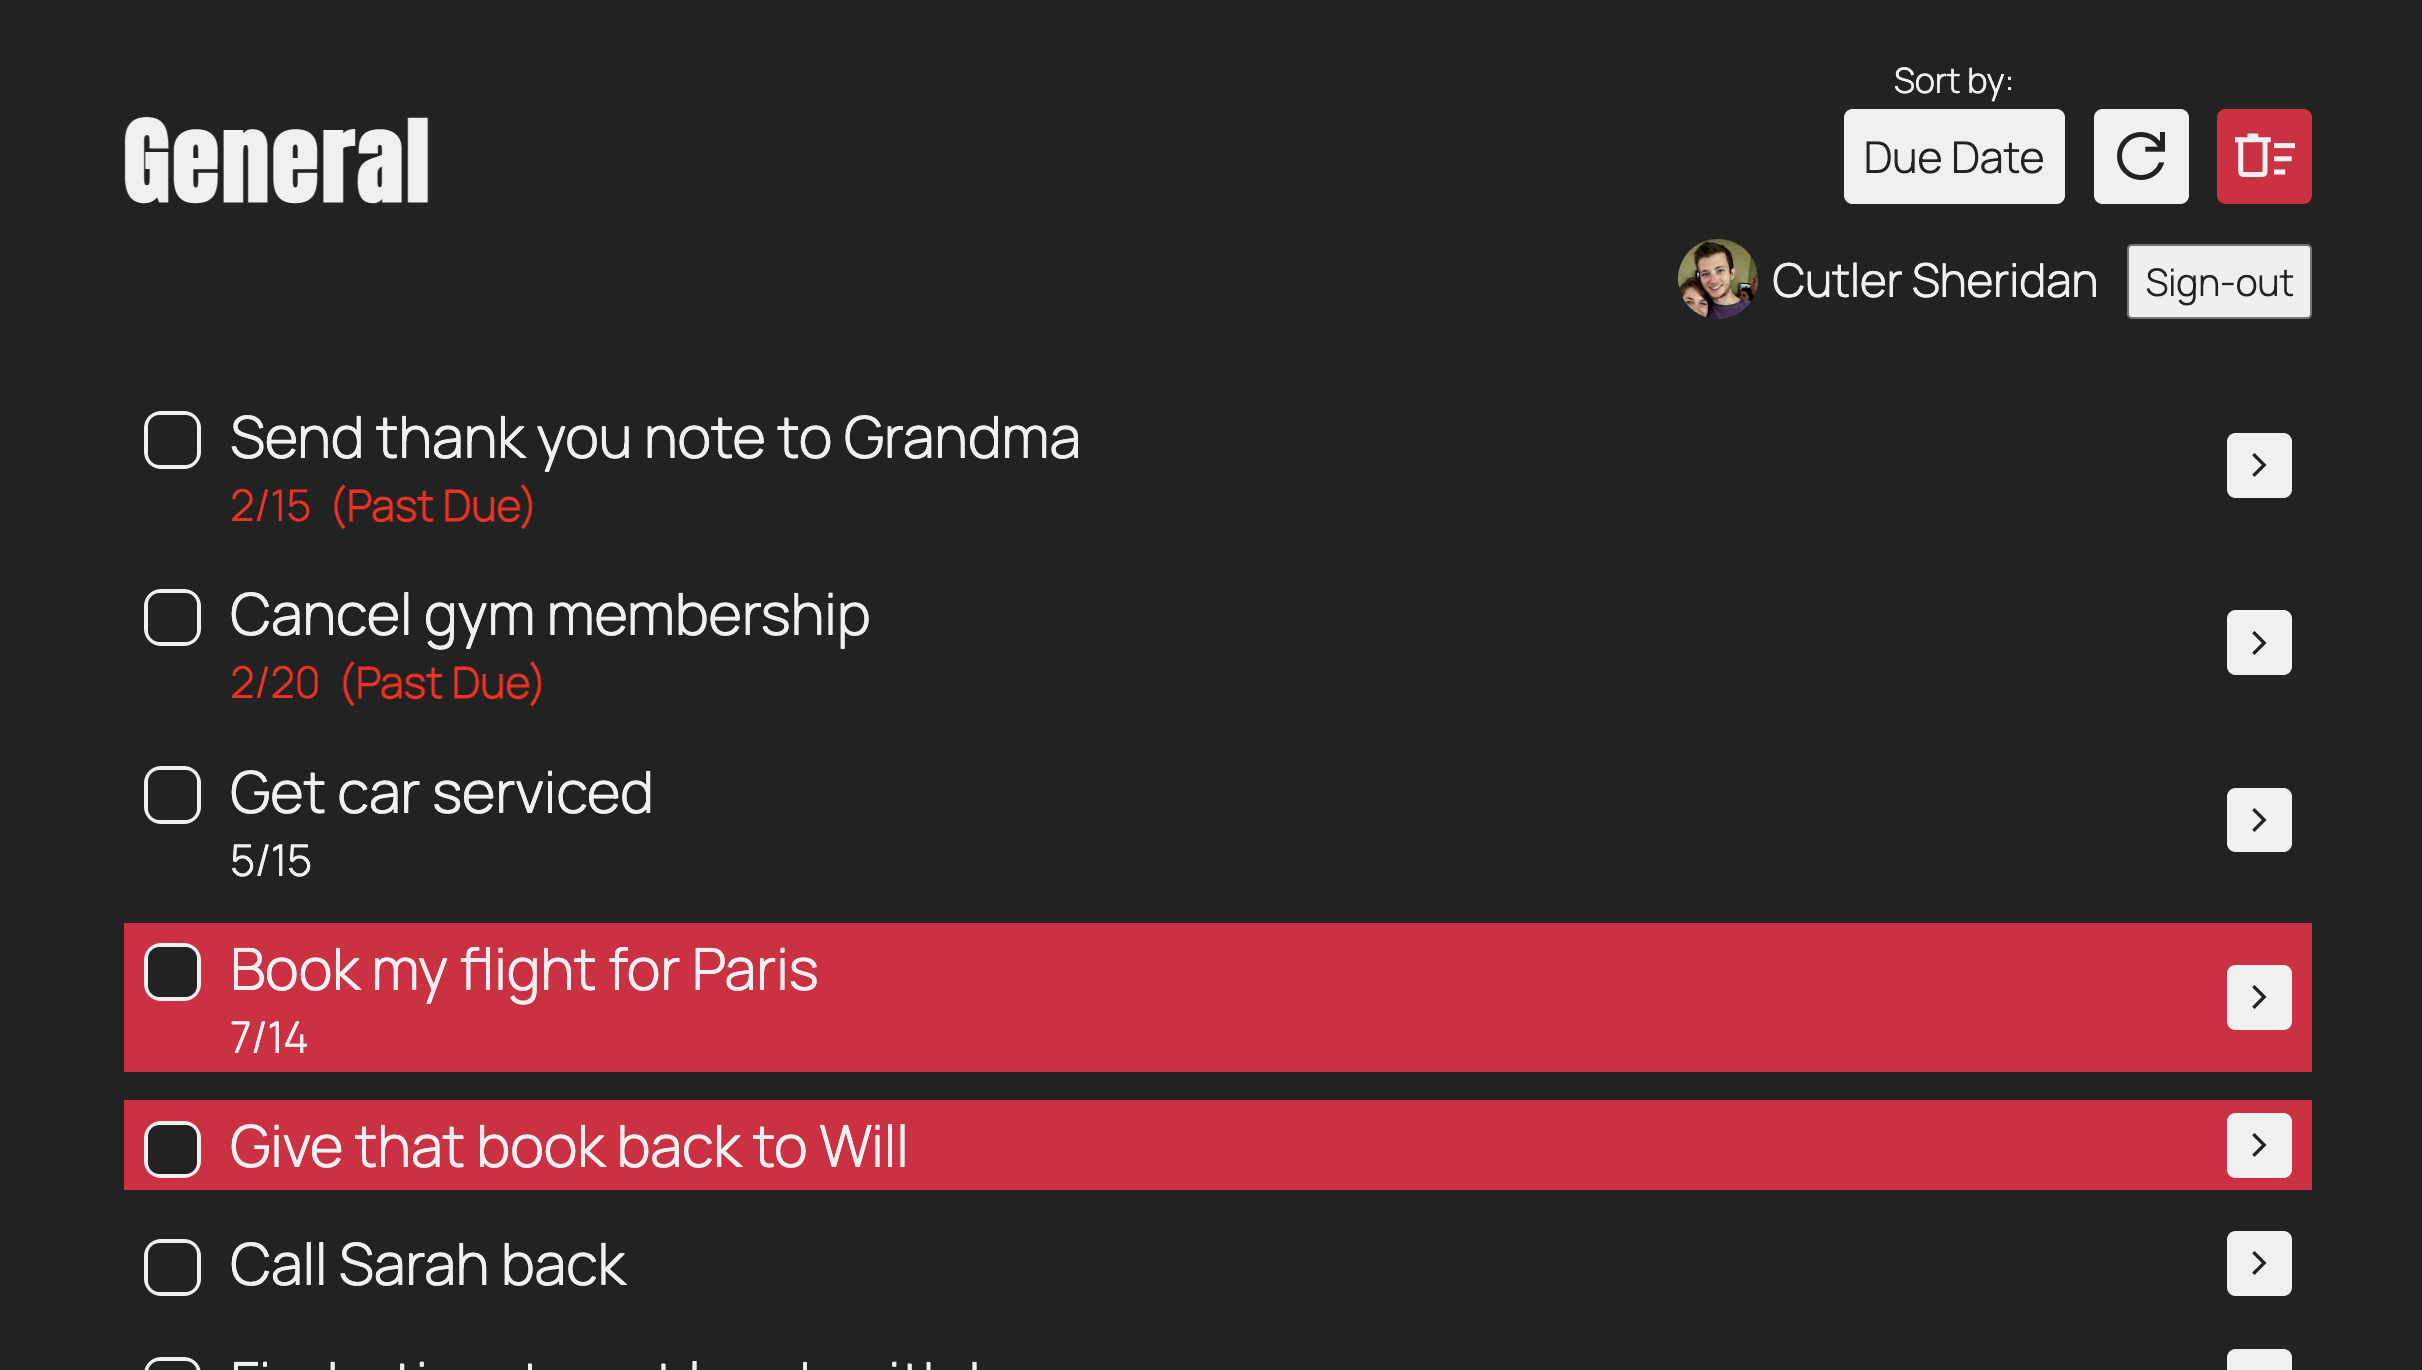 Sort by:
General
Due Date
Cutler Sheridan
Sign-out
Send thank you note to Grandma
2/15 (Past Due)
Cancel gym membership
2/20 (Past Due)
Get car serviced
5/15
Book my flight for Paris
7/14
Give that book back to Will
Call Sarah back